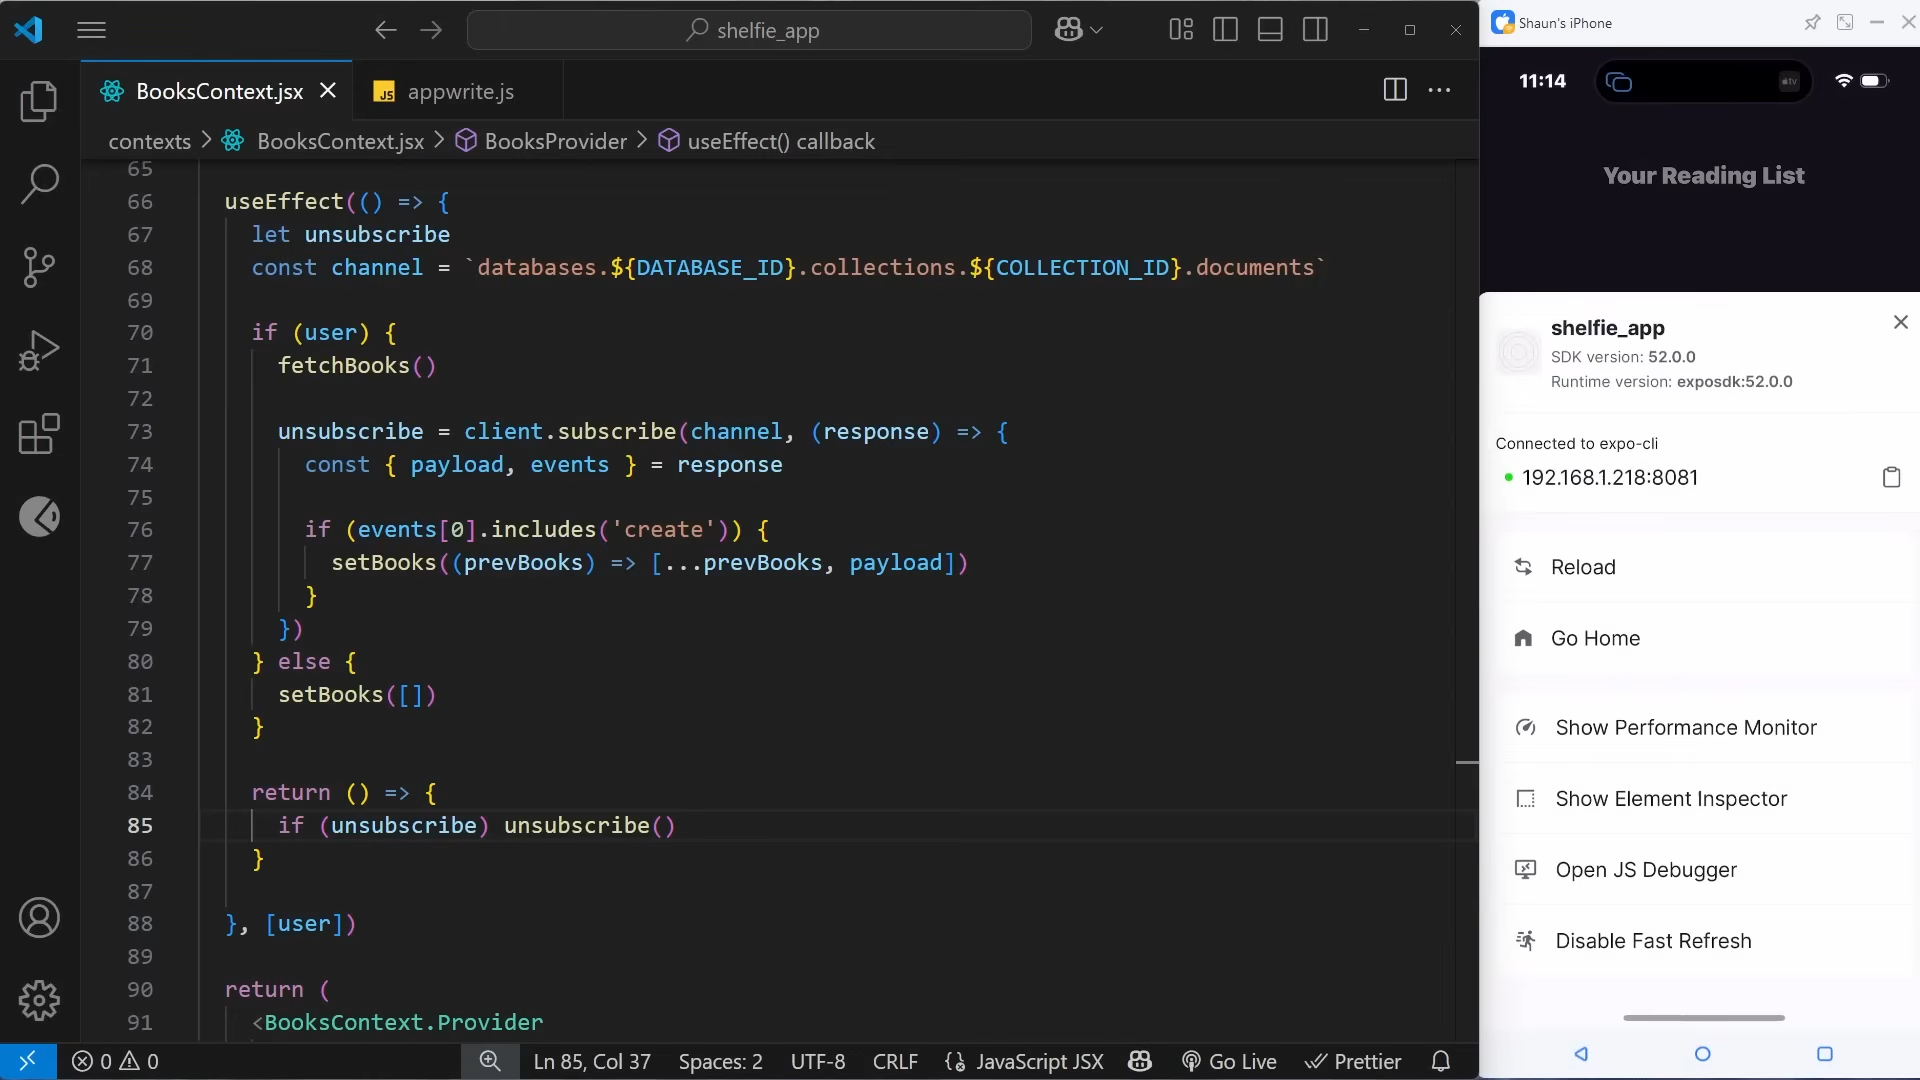 shelfie_app
BooksContext.jsx
JS appwrite.js
contexts > BooksContext.jsx > BooksProvider > useEffect() callback
65
66 useEffect(() => {
67 let unsubscribe
68 const channel = `databases.${DATABASE_ID}.collections.${COLLECTION_ID}.documents`
69
70 if (user) {
71 fetchBooks()
72
73 unsubscribe = client.subscribe(channel, (response) => {
74 const { payload, events } = response
75
76 if (events[0].includes('create')) {
77 setBooks((prevBooks) => [...prevBooks, payload])
78 }
79 })
80 } else {
81 setBooks([])
82 }
83
84 return () => {
85 if (unsubscribe) unsubscribe()
86 }
87
88 }, [user])
89
90 return (
91 <BooksContext.Provider
0 0
Ln 85, Col 37
Spaces: 2
UTF-8
CRLF
JavaScript JSX
Go Live
Prettier
Shaun's iPhone
11:14
tv
Your Reading List
shelfie_app
SDK version: 52.0.0
Runtime version: exposdk:52.0.0
Connected to expo-cli
192.168.1.218:8081
Reload
Go Home
Show Performance Monitor
Show Element Inspector
Open JS Debugger
Disable Fast Refresh